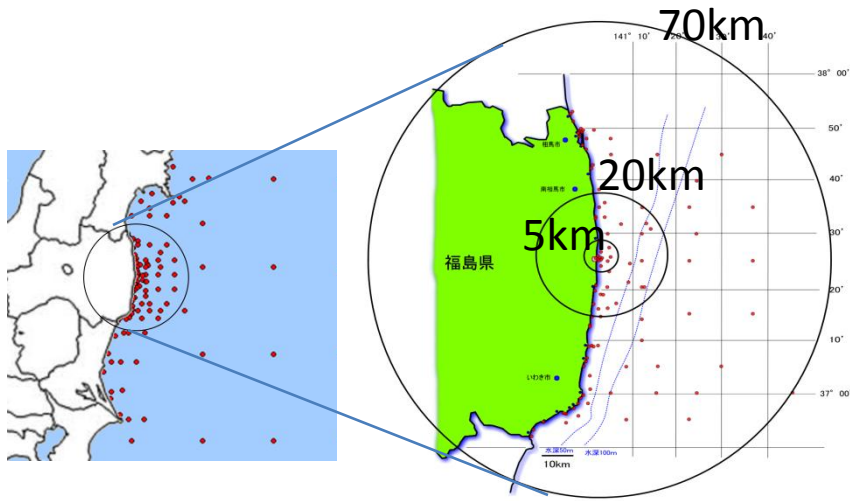 70km
141° 10′ 20′ 30′ 40′
38° 00′
50′
相馬市
40′
20km
南相馬市
5km
30′
福島県
20′
10′
いわき市
37° 00′
水深50m 水深100m
10km